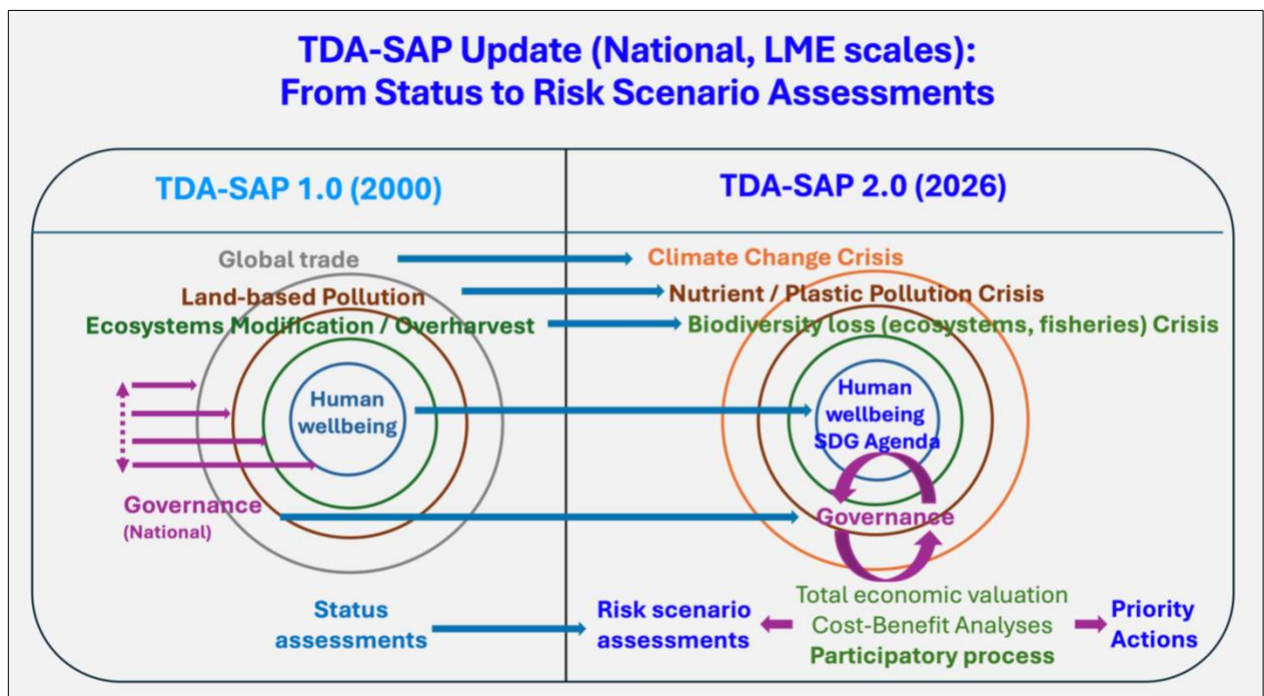 TDA-SAP Update (National, LME scales):
From Status to Risk Scenario Assessments
TDA-SAP 1.0 (2000)
TDA-SAP 2.0 (2026)
Global trade
Climate Change Crisis
Land-based Pollution
Nutrient / Plastic Pollution Crisis
Ecosystems Modification / Overharvest
Biodiversity loss (ecosystems, fisheries) Crisis
Human
wellbeing
Human
wellbeing
SDG Agenda
Governance
(National)
Governance
Status
assessments
Risk scenario
assessments
Total economic valuation
Cost-Benefit Analyses
Participatory process
Priority
Actions